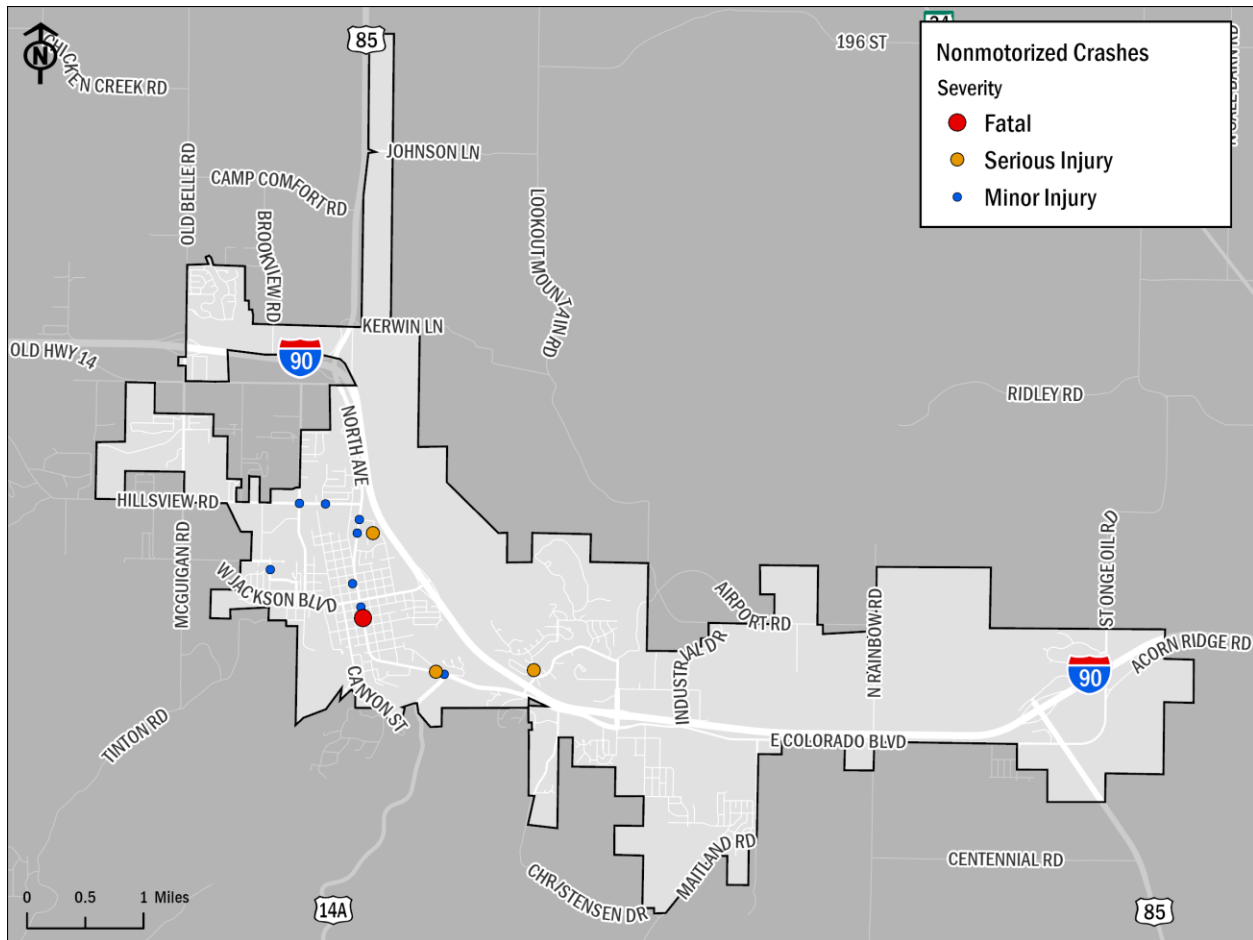 N
CHICKEN CREEK RD
85
196 ST
Nonmotorized Crashes
Severity
Fatal
Serious Injury
Minor Injury
JOHNSON LN
CAMP COMFORT RD
OLD BELLE RD
BROOKVIEW RD
LOOKOUT MOUNTAIN RD
KERWIN LN
OLD HWY 14
90
RIDLEY RD
NORTH AVE
HILLSVIEW RD
MCGUIGAN RD
W JACKSON BLVD
ST ONGE OIL RD
AIRPORT RD
N RAINBOW RD
INDUSTRIAL DR
ACORN RIDGE RD
90
CANYON ST
TINTON RD
E COLORADO BLVD
MAITLAND RD
CHRISTENSEN DR
CENTENNIAL RD
0 0.5 1 Miles
14A
85